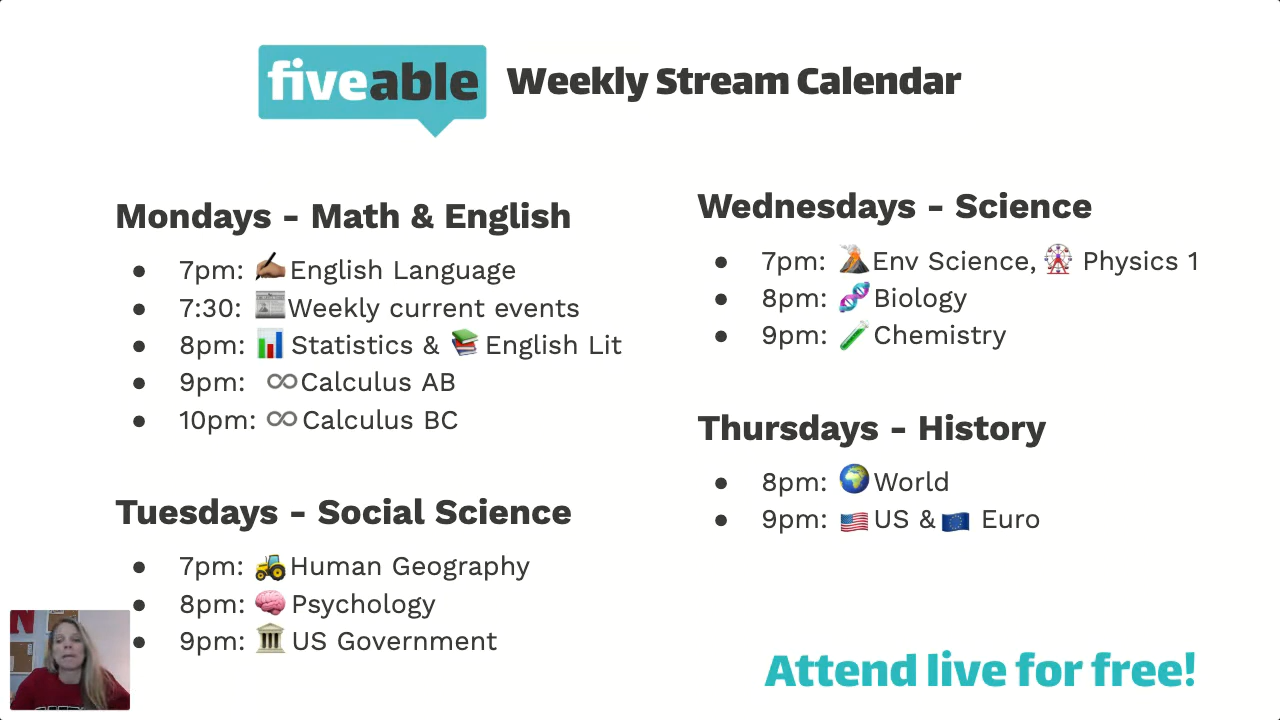 fiveable Weekly Stream Calendar
Mondays - Math & English
7pm: English Language
7:30: Weekly current events
8pm: Statistics & English Lit
9pm: Calculus AB
10pm: Calculus BC
Tuesdays - Social Science
7pm: Human Geography
8pm: Psychology
9pm: US Government
Wednesdays - Science
7pm: Env Science, Physics 1
8pm: Biology
9pm: Chemistry
Thursdays - History
8pm: World
9pm: US & Euro
Attend live for free!
N